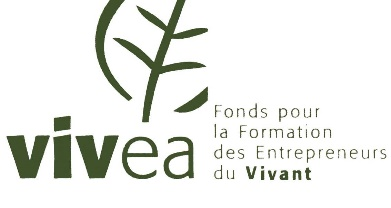 vivea
Fonds pour
la Formation
des Entrepreneurs
du Vivant